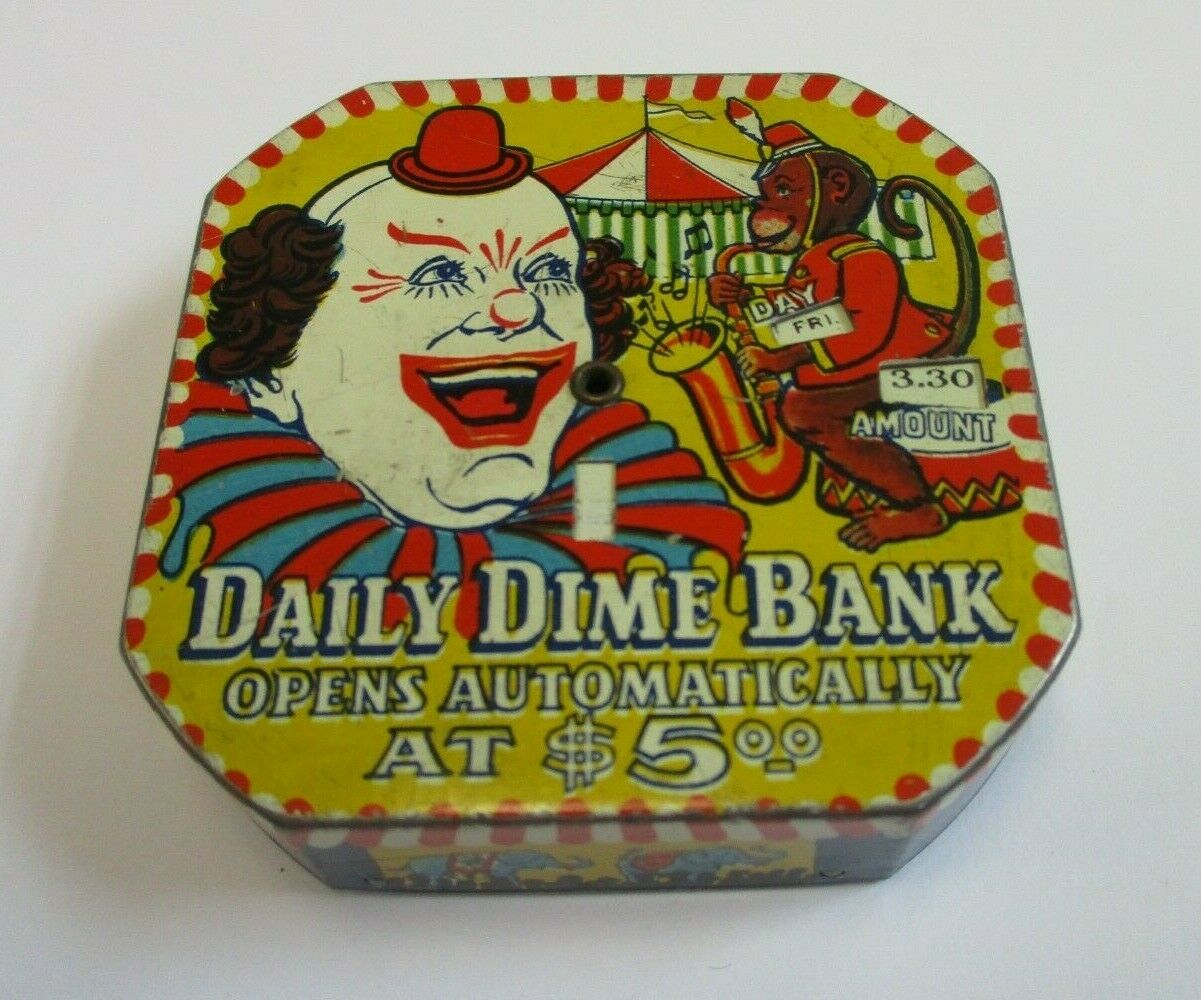 DAY
FRI.
3.30
AMOUNT
DAILY DIME BANK
OPENS AUTOMATICALLY
AT $5.00